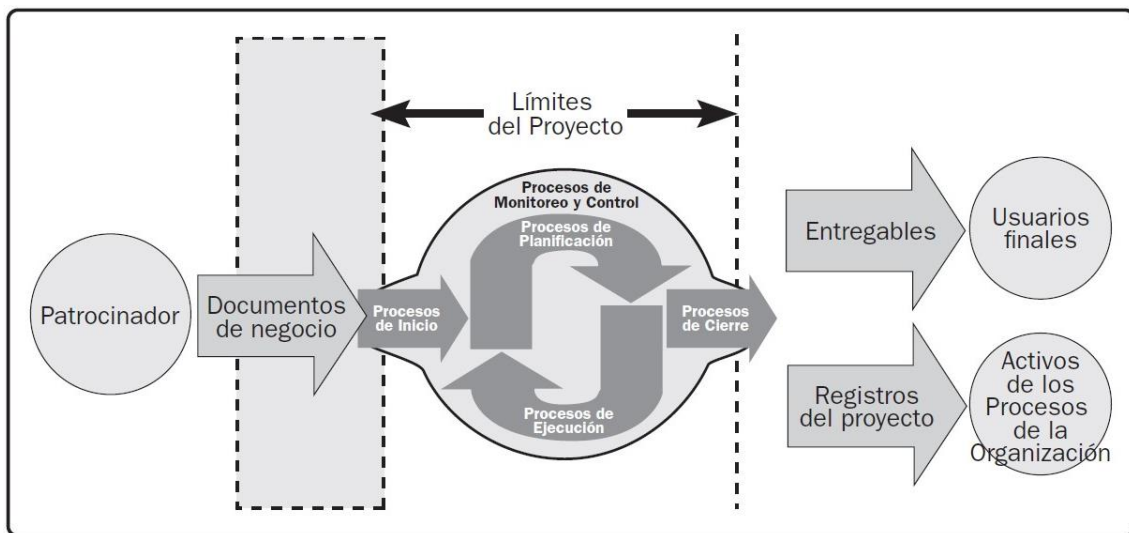 Límites
del Proyecto
Patrocinador
Documentos
de negocio
Procesos
de Inicio
Procesos de
Monitoreo y Control
Procesos de
Planificación
Procesos de
Ejecución
Procesos
de Cierre
Entregables
Usuarios
finales
Registros
del proyecto
Activos
de los
Procesos
de la
Organización